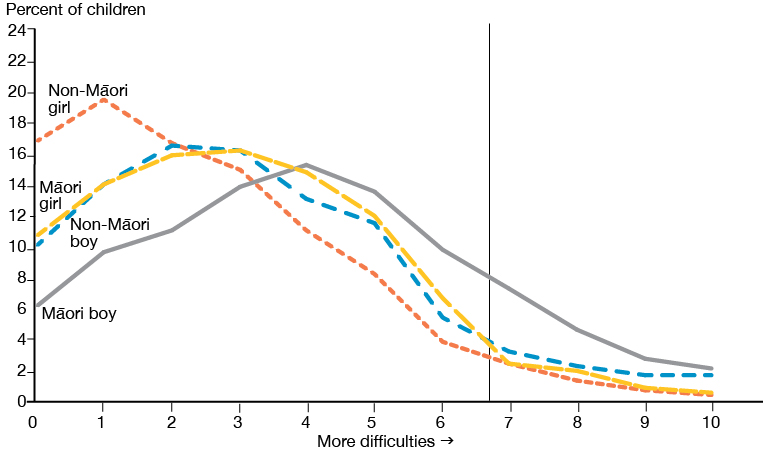 Percent of children
24
22
20
18
16
14
12
10
8
6
4
2
0
Non-Māori
girl
Māori
girl
Non-Māori
boy
Māori boy
0 1 2 3 4 5 6 7 8 9 10
More difficulties →